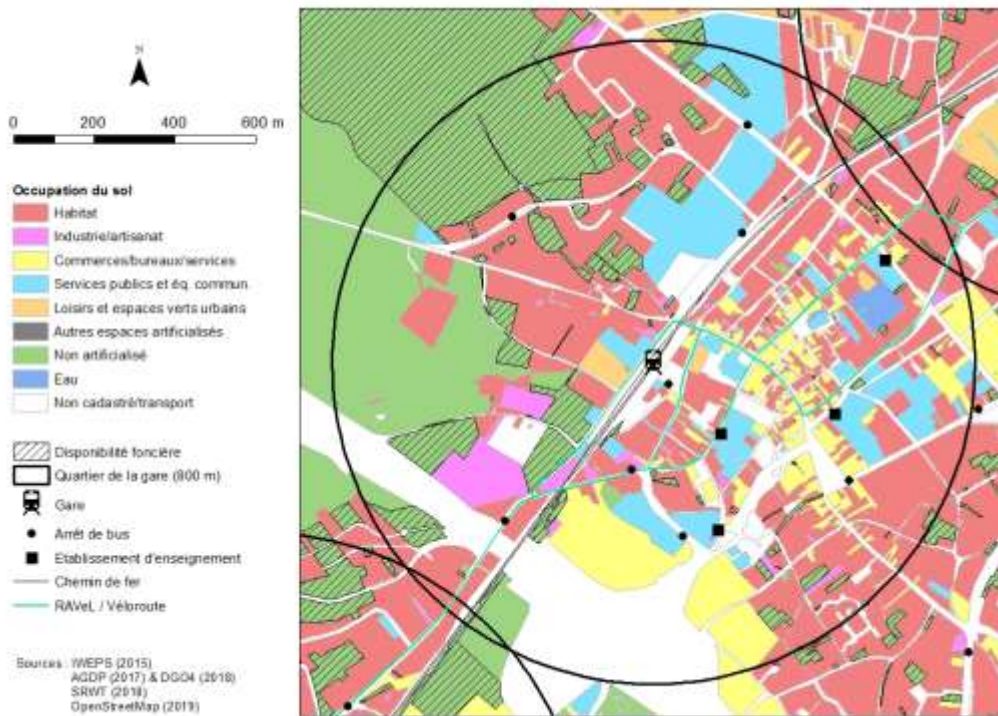 N
0 200 400 600 m
Occupation du sol
Habitat
Industrie/artisanat
Commerces/bureaux/services
Services publics et éq. commun.
Loisirs et espaces verts urbains
Autres espaces artificialisés
Non artificialisé
Eau
Non cadastré/transport
Disponibilité foncière
Quartier de la gare (800 m)
Gare
Arrêt de bus
Etablissement d'enseignement
Chemin de fer
RAVeL / Véloroute
Sources : IWEPS (2015)
AGDP (2017) & DGO4 (2018)
SRWT (2018)
OpenStreetMap (2019)